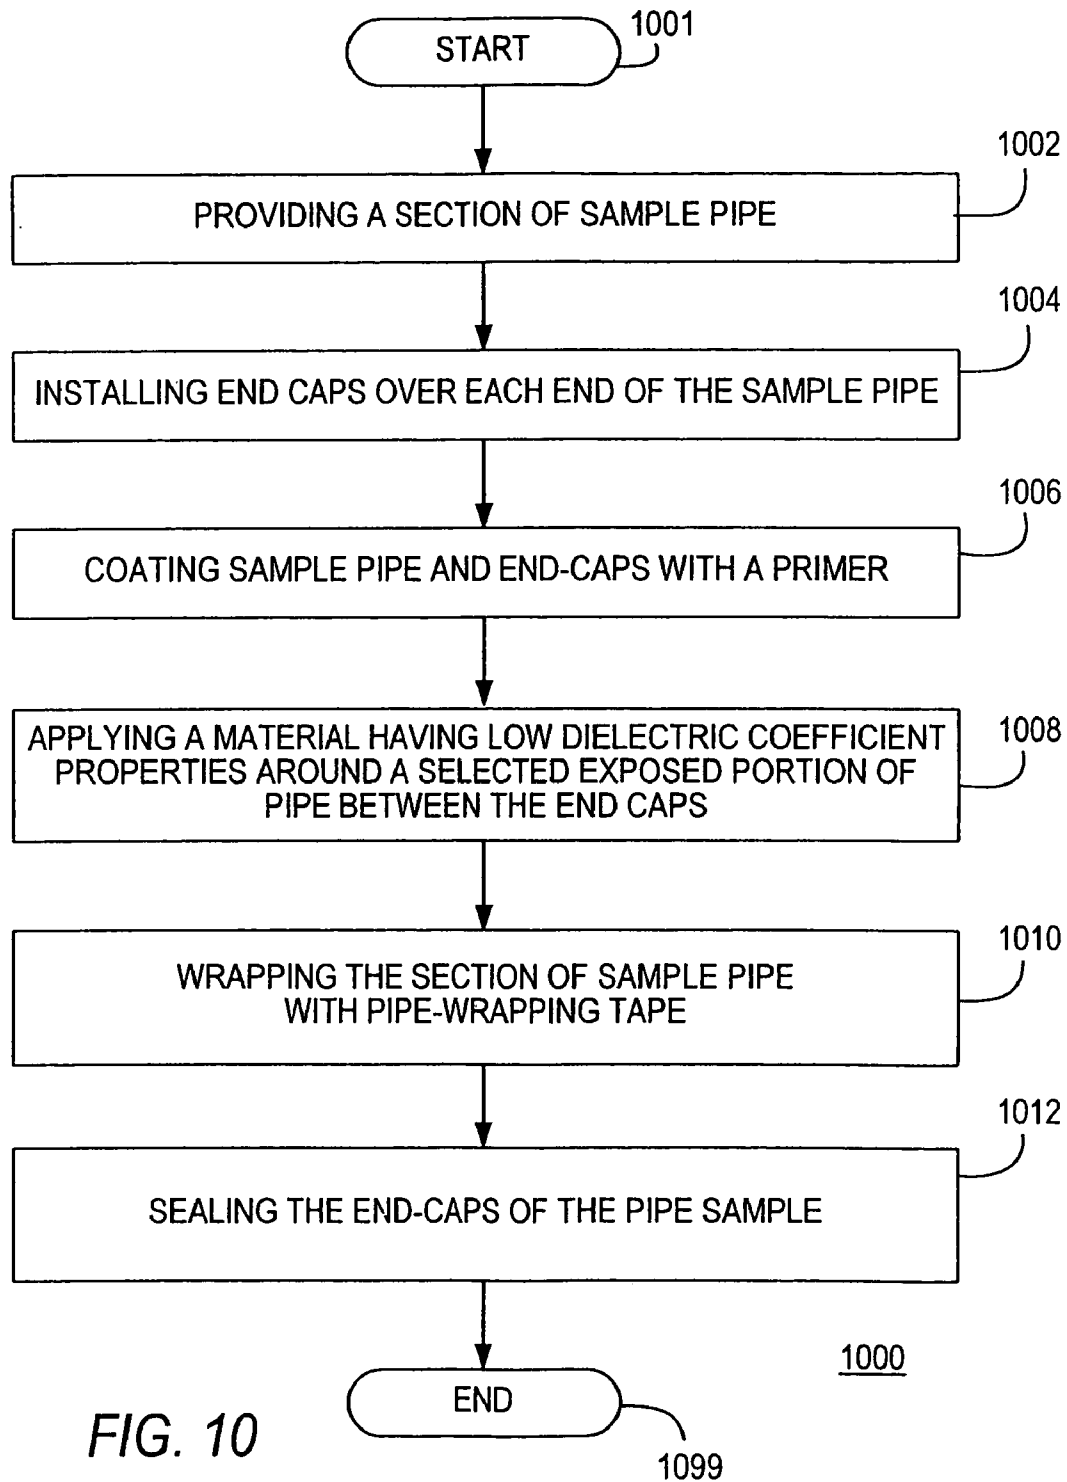 START
1001
1002
PROVIDING A SECTION OF SAMPLE PIPE
1004
INSTALLING END CAPS OVER EACH END OF THE SAMPLE PIPE
1006
COATING SAMPLE PIPE AND END-CAPS WITH A PRIMER
1008
APPLYING A MATERIAL HAVING LOW DIELECTRIC COEFFICIENT
PROPERTIES AROUND A SELECTED EXPOSED PORTION OF
PIPE BETWEEN THE END CAPS
1010
WRAPPING THE SECTION OF SAMPLE PIPE
WITH PIPE-WRAPPING TAPE
1012
SEALING THE END-CAPS OF THE PIPE SAMPLE
1000
END
1099
FIG. 10